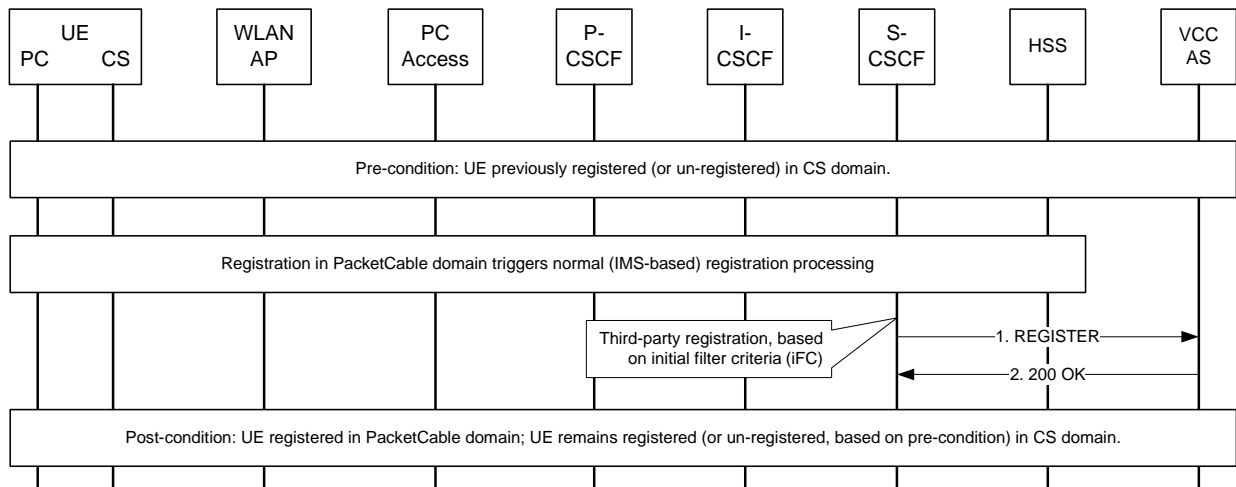 UE
PC CS
WLAN
AP
PC
Access
P-
CSCF
I-
CSCF
S-
CSCF
HSS
VCC
AS
Pre-condition: UE previously registered (or un-registered) in CS domain.
Registration in PacketCable domain triggers normal (IMS-based) registration processing
Third-party registration, based
on initial filter criteria (iFC)
1. REGISTER
2. 200 OK
Post-condition: UE registered in PacketCable domain; UE remains registered (or un-registered, based on pre-condition) in CS domain.